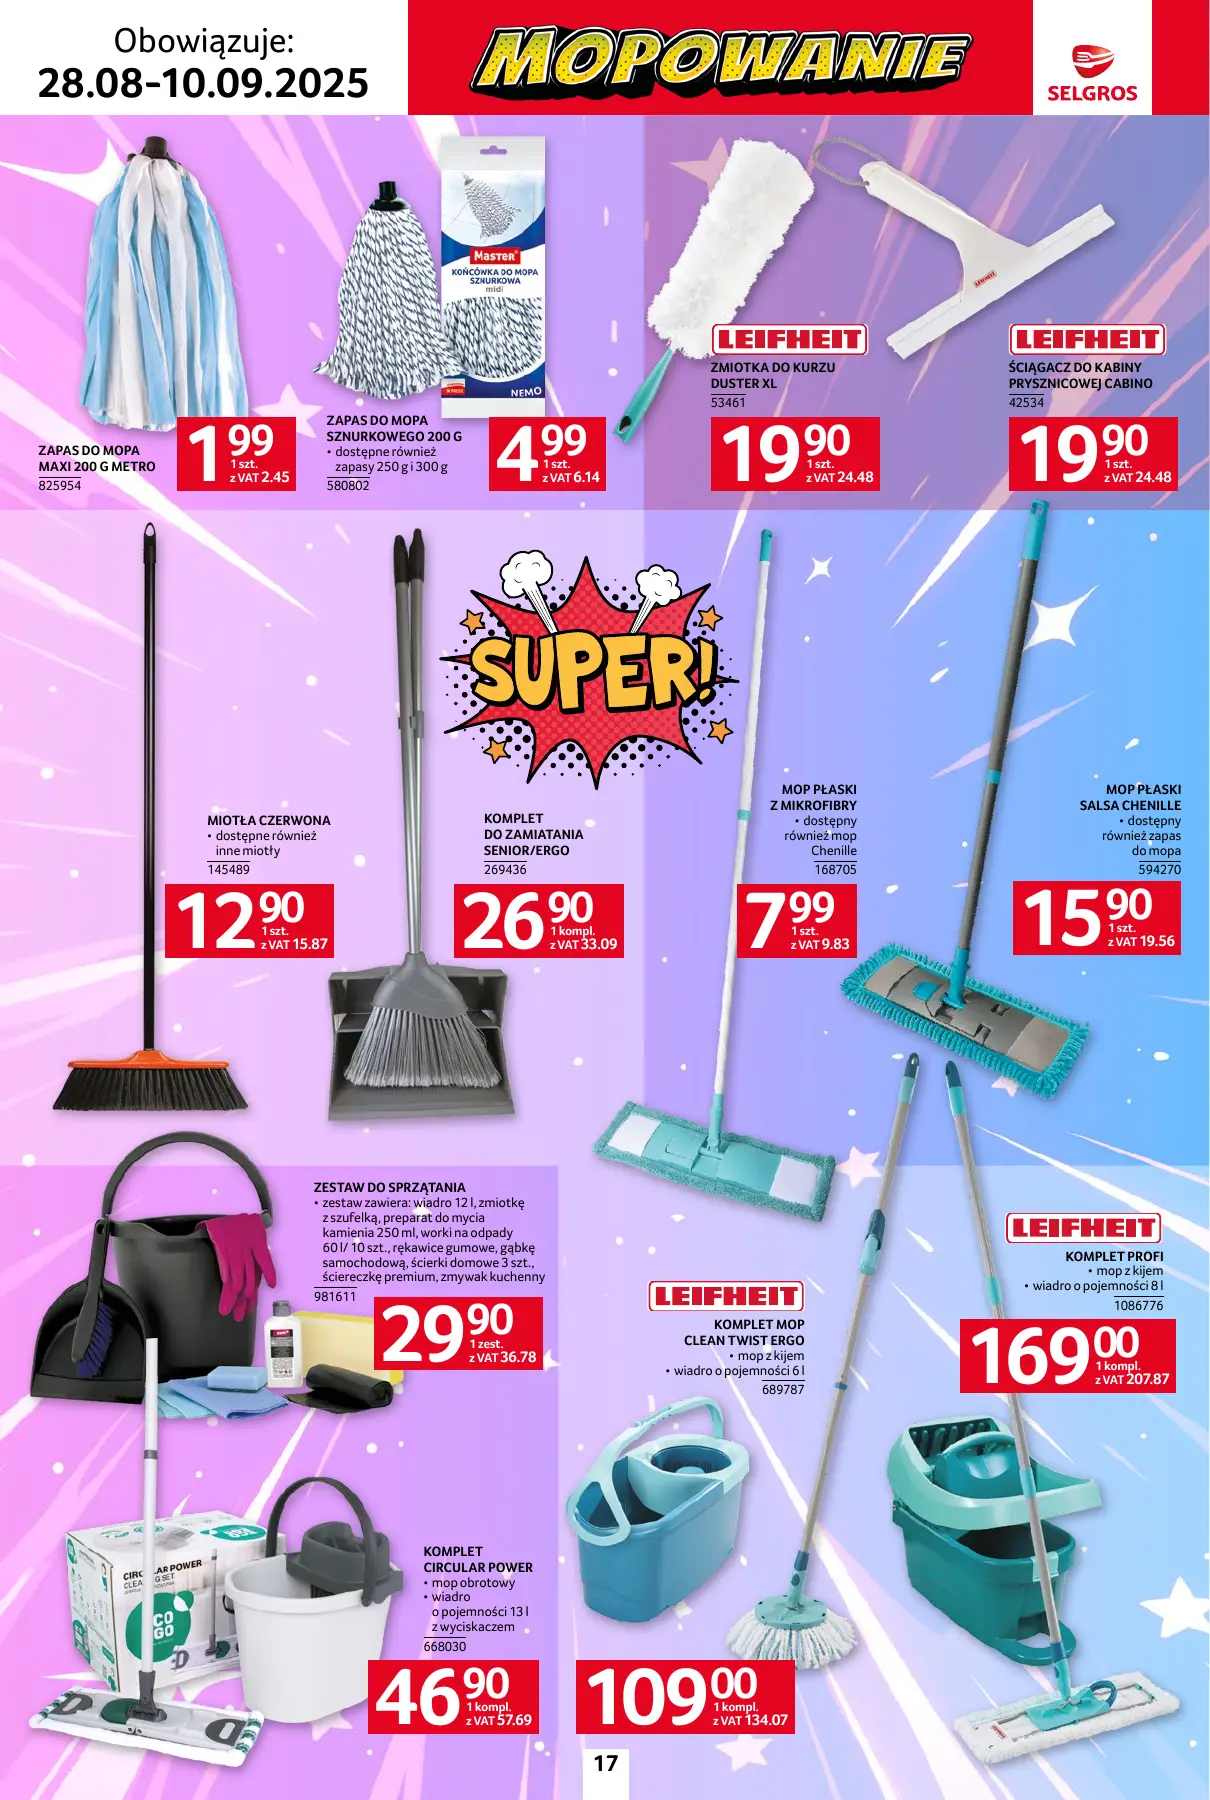 Obowiązuje:
28.08-10.09.2025
MOPOWANIE
SELGROS
Master
KOŃCÓWKA DO MOPA
SZNURKOWA
midi
NEMO
ZAPAS DO MOPA
MAXI 200 G METRO
825954
1 99
1 szt.
z VAT 2.45
ZAPAS DO MOPA
SZNURKOWEGO 200 G
• dostępne również
zapasy 250 g i 300 g
580802
4 99
1 szt.
z VAT 6.14
LEIFHEIT
ZMIOTKA DO KURZU
DUSTER XL
53461
19 90
1 szt.
z VAT 24.48
LEIFHEIT
LEIFHEIT
ŚCIĄGACZ DO KABINY
PRYSZNICOWEJ CABINO
42534
19 90
1 szt.
z VAT 24.48
SUPER!
MIOTŁA CZERWONA
• dostępne również
inne miotły
145489
12 90
1 szt.
z VAT 15.87
KOMPLET
DO ZAMIATANIA
SENIOR/ERGO
269436
26 90
1 kompl.
z VAT 33.09
MOP PŁASKI
Z MIKROFIBRY
• dostępny
również mop
Chenille
168705
7 99
1 szt.
z VAT 9.83
MOP PŁASKI
SALSA CHENILLE
• dostępny
również zapas
do mopa
594270
15 90
1 szt.
z VAT 19.56
ZESTAW DO SPRZĄTANIA
• zestaw zawiera: wiadro 12 l, zmiotkę
z szufelką, preparat do mycia
kamienia 250 ml, worki na odpady
60 l/ 10 szt., rękawice gumowe, gąbkę
samochodową, ścierki domowe 3 szt.,
ściereczkę premium, zmywak kuchenny
981611
29 90
1 zest.
z VAT 36.78
LEIFHEIT
KOMPLET MOP
CLEAN TWIST ERGO
• mop z kijem
• wiadro o pojemności 6 l
689787
109 00
1 kompl.
z VAT 134.07
LEIFHEIT
KOMPLET PROFI
• mop z kijem
• wiadro o pojemności 8 l
1086776
169 00
1 kompl.
z VAT 207.87
LEIFHEIT
KOMPLET
CIRCULAR POWER
• mop obrotowy
• wiadro
o pojemności 13 l
z wyciskaczem
668030
46 90
1 kompl.
z VAT 57.69
17